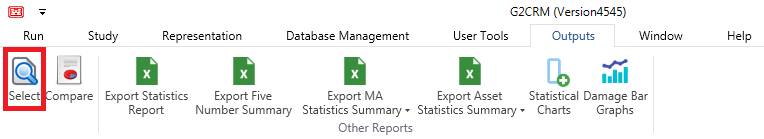 G2CRM (Version4545)
Run Study Representation Database Management User Tools Outputs Window Help
Select Compare Export Statistics Export Five Export MA Export Asset Statistical Damage Bar
Report Number Summary Statistics Summary Statistics Summary Charts Graphs
Other Reports